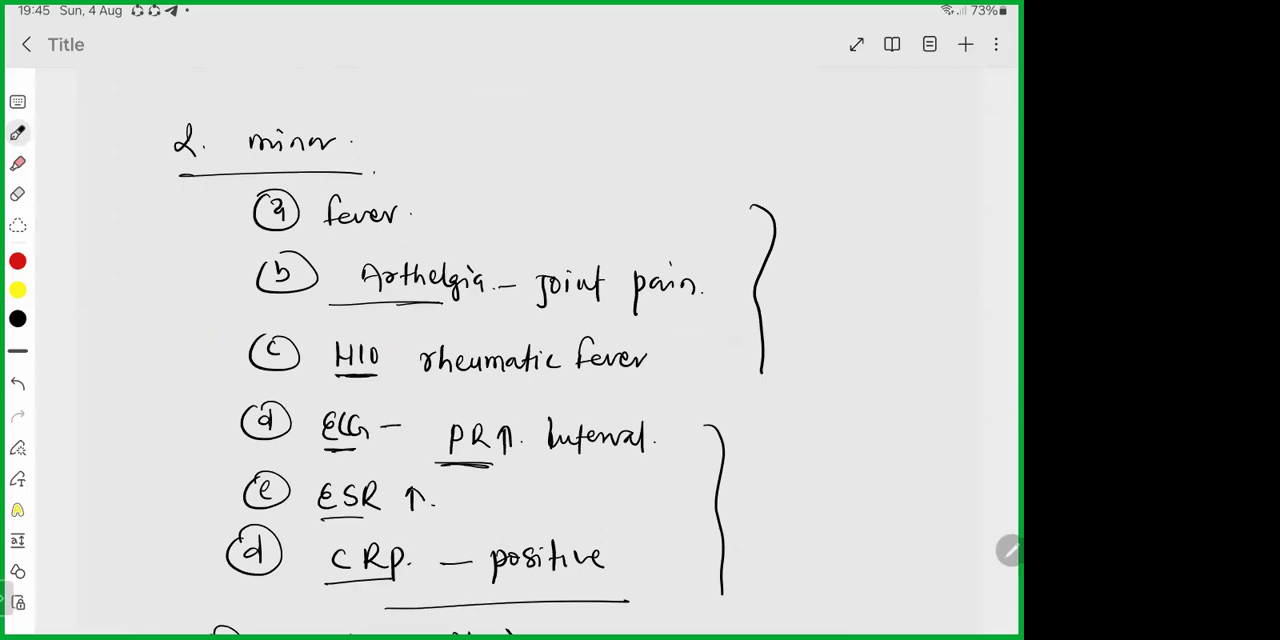 19:45 Sun, 4 Aug
73%
Title
2. minor.
(a) fever.
(b) Arthelgia. - Joint pain.
(c) H/O rheumatic fever
(d) ECG - PR↑. Interval.
(e) ESR ↑.
(d) CRP. - positive